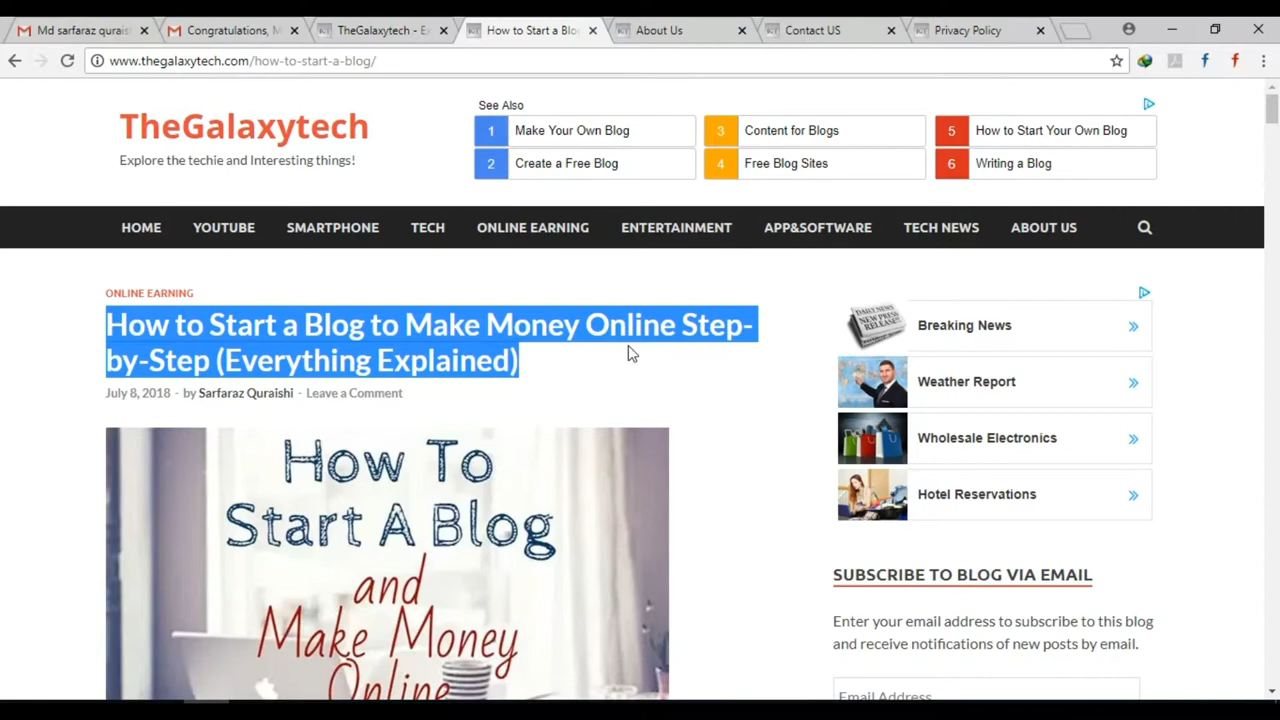 Md sarfaraz qurais
Congratulations, M
TheGalaxytech - E
How to Start a Blo
About Us
Contact US
Privacy Policy
www.thegalaxytech.com/how-to-start-a-blog/
TheGalaxytech
Explore the techie and Interesting things!
See Also
1 Make Your Own Blog
3 Content for Blogs
5 How to Start Your Own Blog
2 Create a Free Blog
4 Free Blog Sites
6 Writing a Blog
HOME YOUTUBE SMARTPHONE TECH ONLINE EARNING ENTERTAINMENT APP&SOFTWARE TECH NEWS ABOUT US
ONLINE EARNING
How to Start a Blog to Make Money Online Step-
by-Step (Everything Explained)
July 8, 2018 - by Sarfaraz Quraishi - Leave a Comment
How To
Start A Blog
and
Make Money
Online
Breaking News
Weather Report
Wholesale Electronics
Hotel Reservations
SUBSCRIBE TO BLOG VIA EMAIL
Enter your email address to subscribe to this blog
and receive notifications of new posts by email.
Email Address